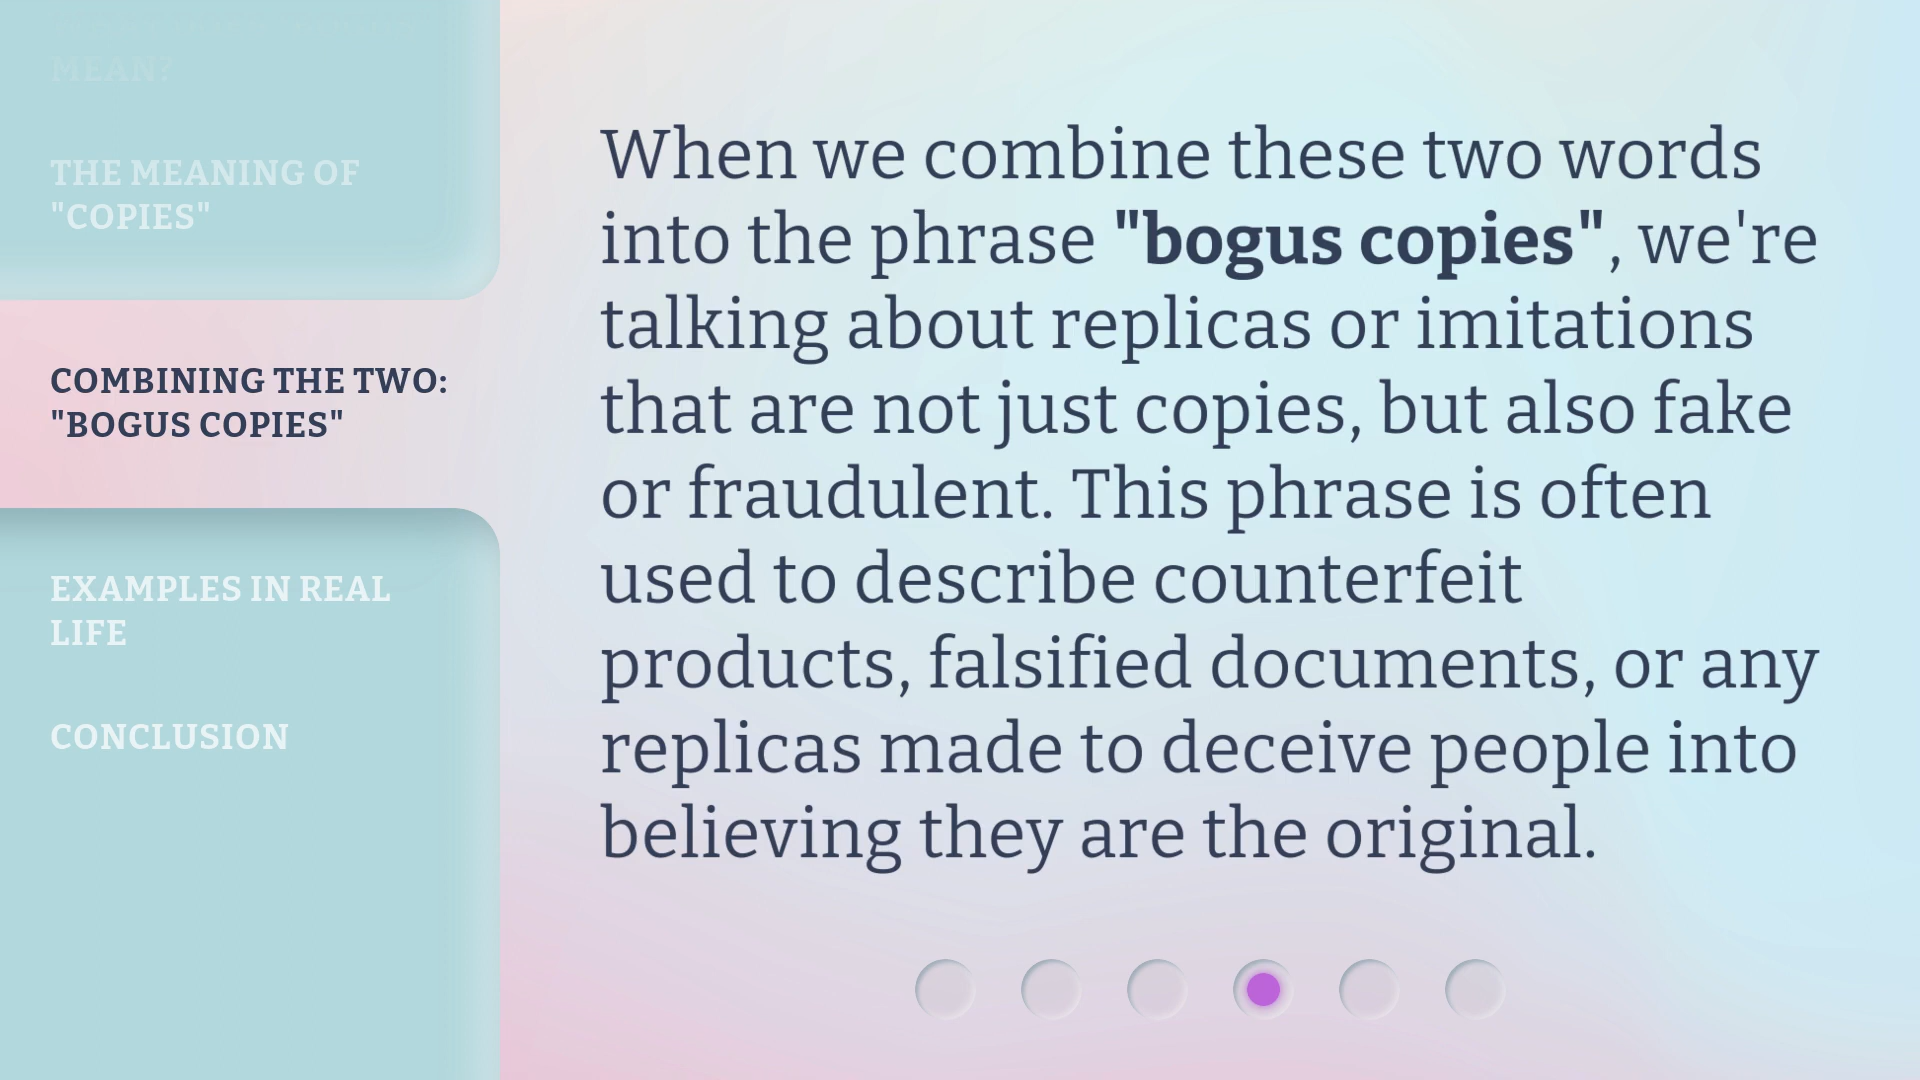 MEAN?
THE MEANING OF
"COPIES"
COMBINING THE TWO:
"BOGUS COPIES"
EXAMPLES IN REAL
LIFE
CONCLUSION
When we combine these two words
into the phrase "bogus copies", we're
talking about replicas or imitations
that are not just copies, but also fake
or fraudulent. This phrase is often
used to describe counterfeit
products, falsified documents, or any
replicas made to deceive people into
believing they are the original.